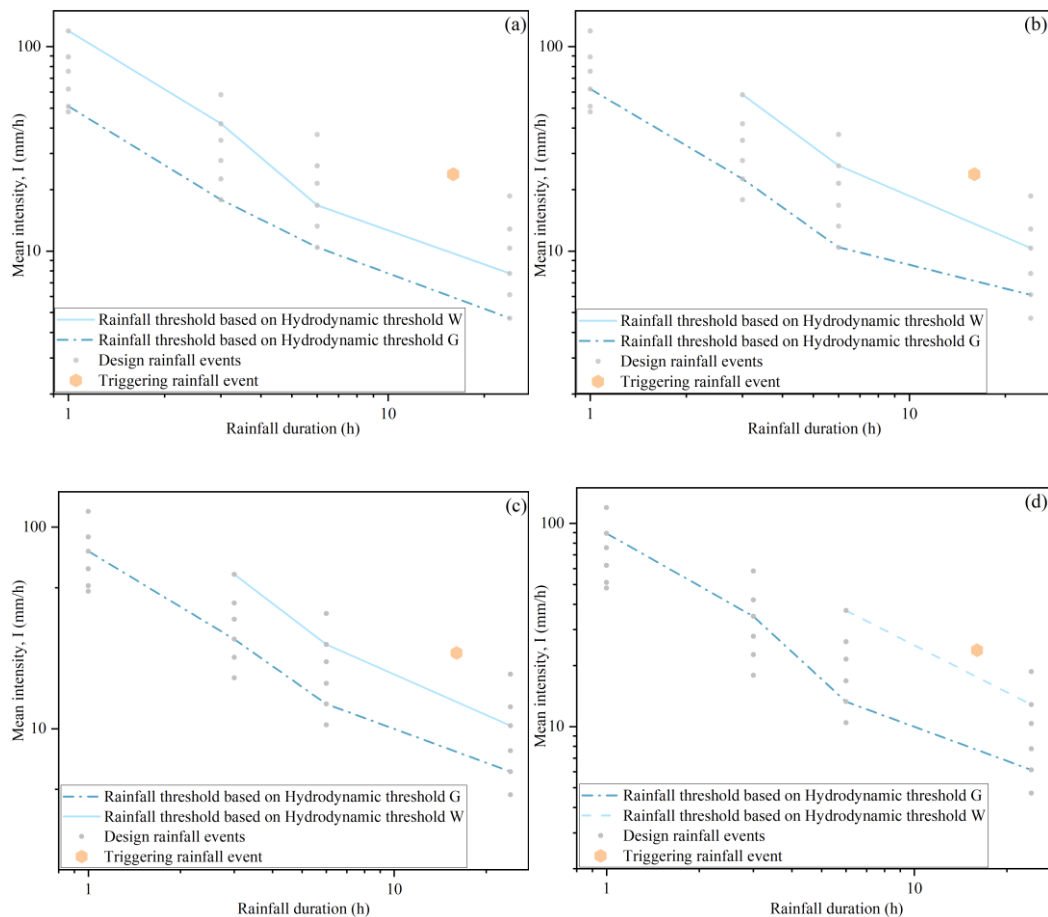 (a)
100
10
Mean intensity, I (mm/h)
Rainfall threshold based on Hydrodynamic threshold W
Rainfall threshold based on Hydrodynamic threshold G
Design rainfall events
Triggering rainfall event
1
10
Rainfall duration (h)
(b)
100
10
Mean intensity, I (mm/h)
Rainfall threshold based on Hydrodynamic threshold W
Rainfall threshold based on Hydrodynamic threshold G
Design rainfall events
Triggering rainfall event
1
10
Rainfall duration (h)
(c)
100
10
Mean intensity, I (mm/h)
Rainfall threshold based on Hydrodynamic threshold G
Rainfall threshold based on Hydrodynamic threshold W
Design rainfall events
Triggering rainfall event
1
10
Rainfall duration (h)
(d)
100
10
Mean intensity, I (mm/h)
Rainfall threshold based on Hydrodynamic threshold G
Rainfall threshold based on Hydrodynamic threshold W
Design rainfall events
Triggering rainfall event
1
10
Rainfall duration (h)